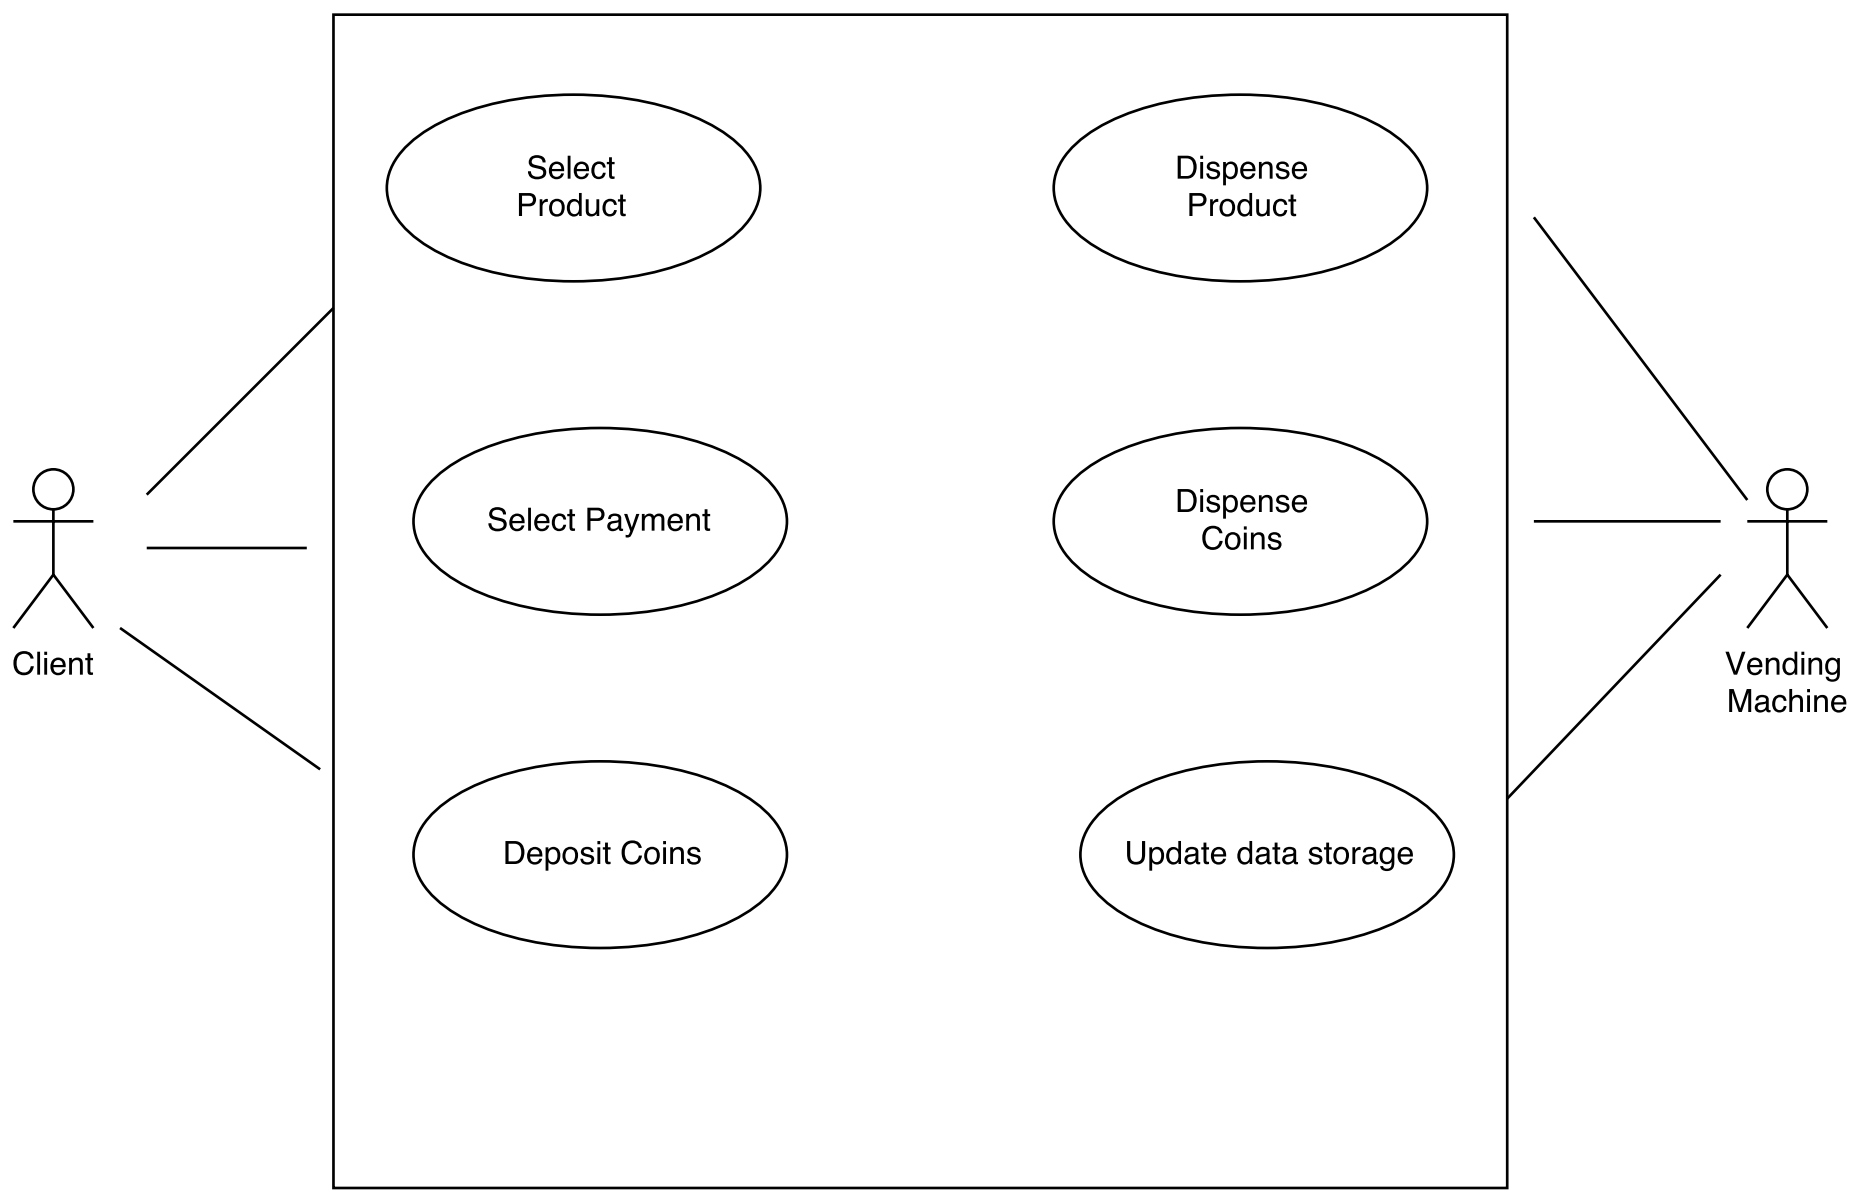 Select
Product
Dispense
Product
Select Payment
Dispense
Coins
Client
Vending
Machine
Deposit Coins
Update data storage